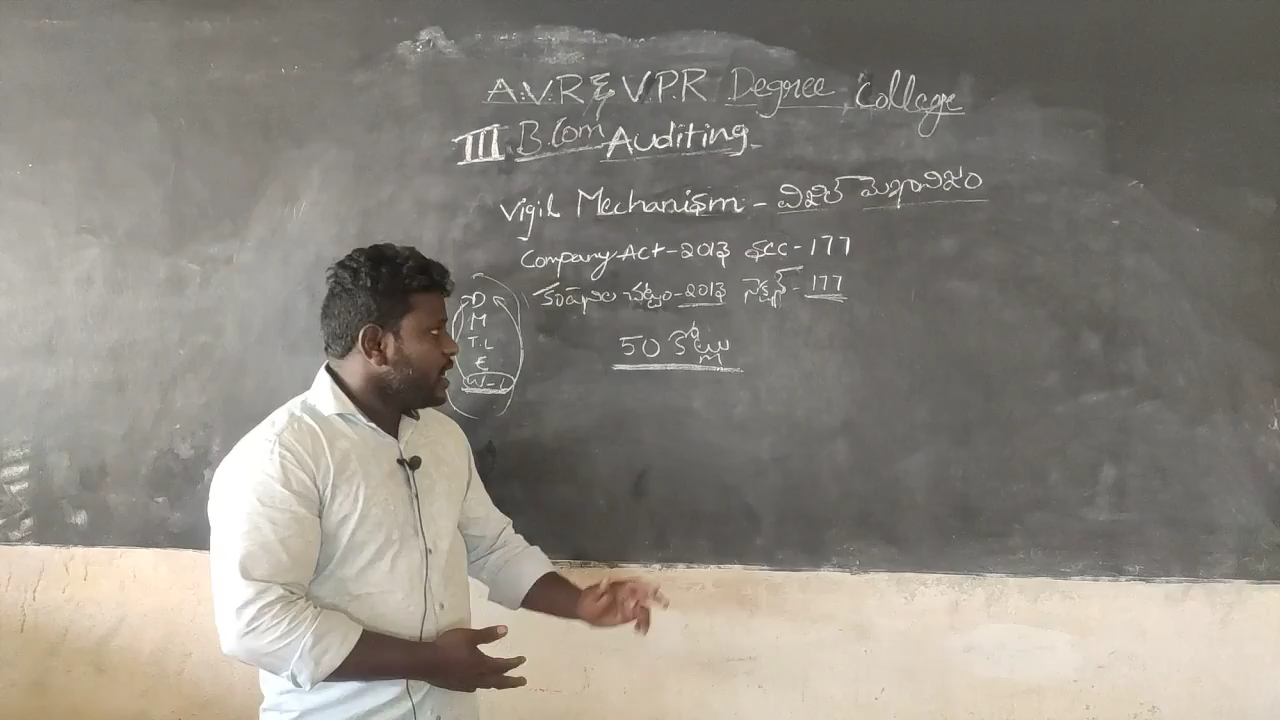 A.V.R & V.P.R Degree College
III B.Com Auditing
Vigil Mechanism - విజిల్ మెఖానిజం
Company Act - 2013 sec - 177
కంపెనీల చట్టం - 2013 సెక్షన్ - 177
50 కోట్లు
D
M
T.L
E
W-L